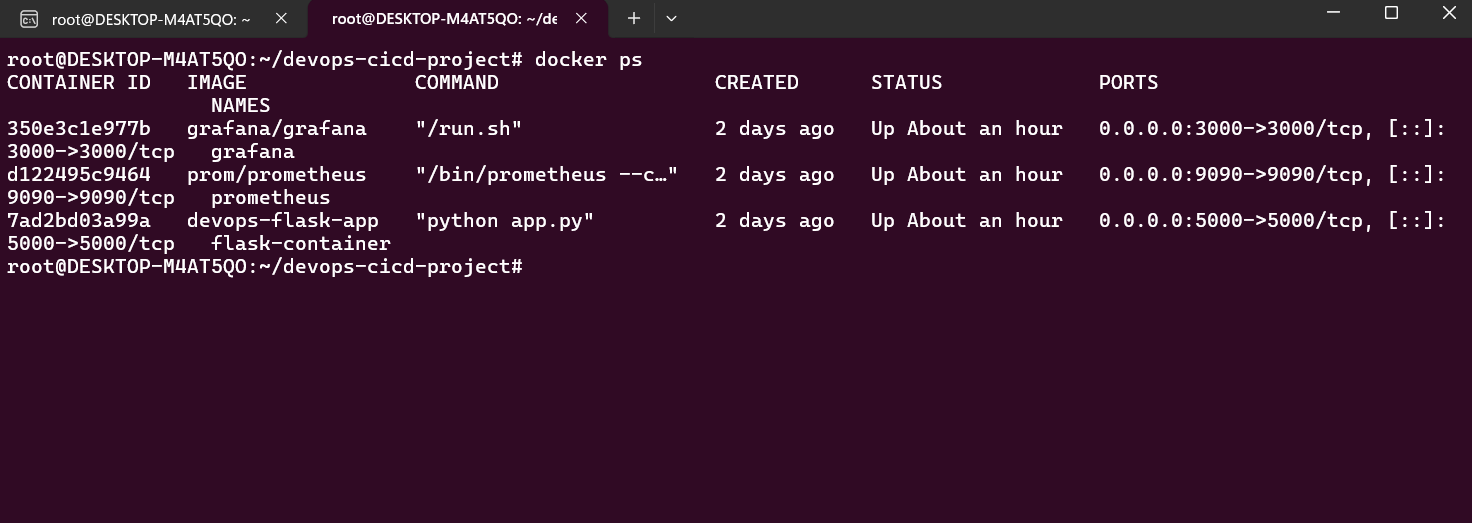 root@DESKTOP-M4AT5QO: ~
root@DESKTOP-M4AT5QO: ~/de
root@DESKTOP-M4AT5QO:~/devops-cicd-project# docker ps
CONTAINER ID   IMAGE              COMMAND                  CREATED      STATUS             PORTS
                 NAMES
350e3c1e977b   grafana/grafana    "/run.sh"                2 days ago   Up About an hour   0.0.0.0:3000->3000/tcp, [::]:
3000->3000/tcp   grafana
d122495c9464   prom/prometheus    "/bin/prometheus --c…"   2 days ago   Up About an hour   0.0.0.0:9090->9090/tcp, [::]:
9090->9090/tcp   prometheus
7ad2bd03a99a   devops-flask-app   "python app.py"          2 days ago   Up About an hour   0.0.0.0:5000->5000/tcp, [::]:
5000->5000/tcp   flask-container
root@DESKTOP-M4AT5QO:~/devops-cicd-project#